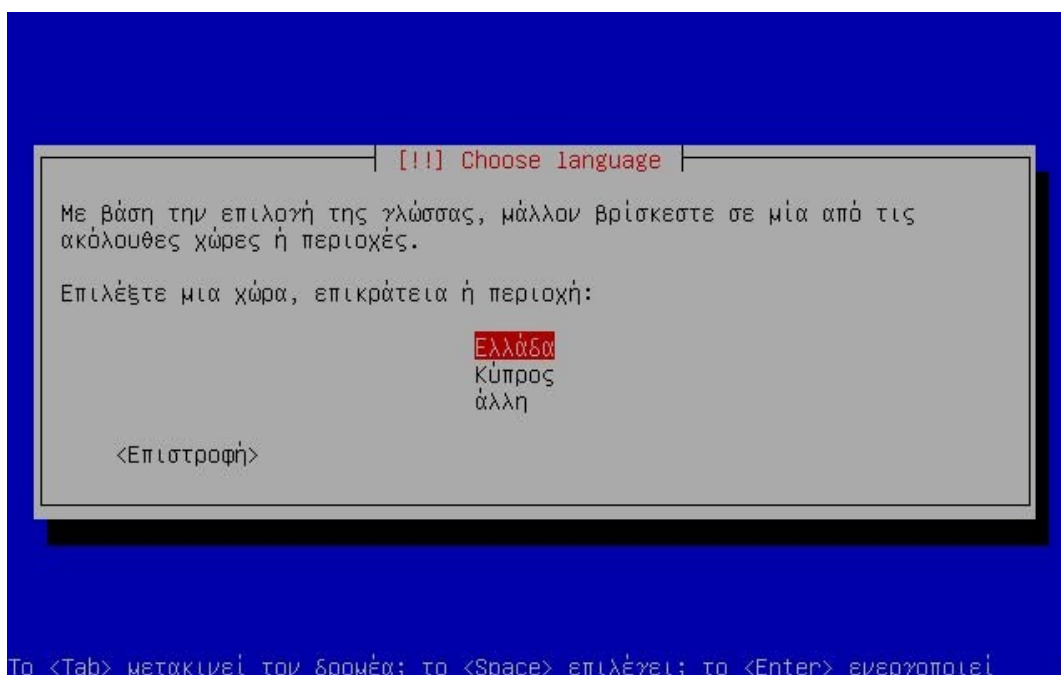 [!!] Choose language
Με βάση την επιλογή της γλώσσας, μάλλον βρίσκεστε σε μία από τις
ακόλουθες χώρες ή περιοχές.
Επιλέξτε μια χώρα, επικράτεια ή περιοχή:
Ελλάδα
Κύπρος
άλλη
<Επιστροφή>
Το <Tab> μετακινεί τον δρομέα; το <Space> επιλέγει; το <Enter> ενεργοποιεί